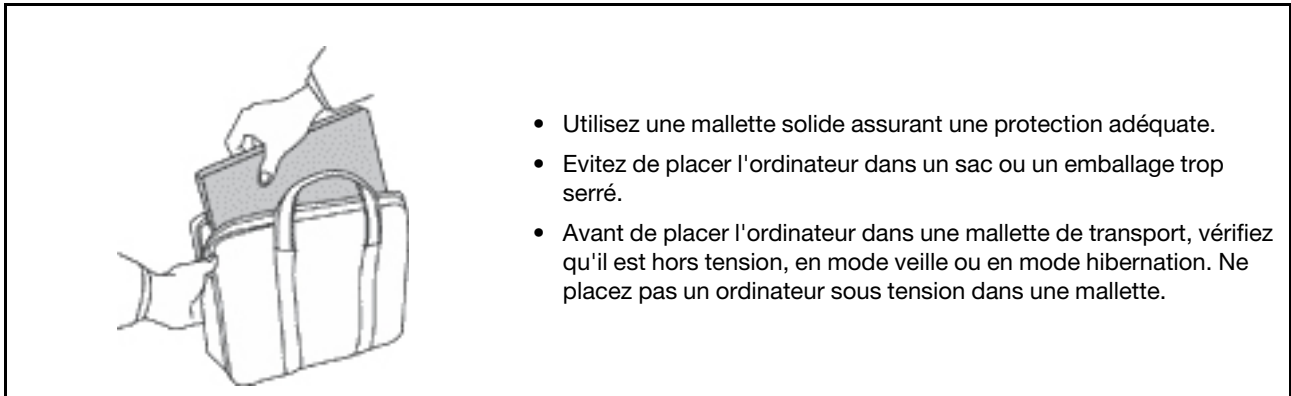 • Utilisez une mallette solide assurant une protection adéquate.
• Evitez de placer l'ordinateur dans un sac ou un emballage trop
serré.
• Avant de placer l'ordinateur dans une mallette de transport, vérifiez
qu'il est hors tension, en mode veille ou en mode hibernation. Ne
placez pas un ordinateur sous tension dans une mallette.